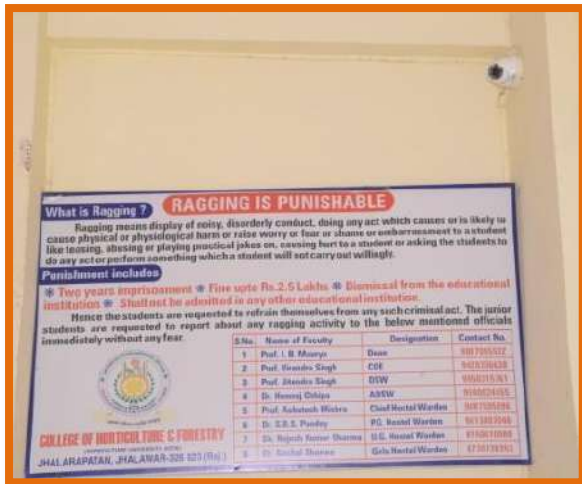 What is Ragging ?
RAGGING IS PUNISHABLE
Ragging means display of noisy, disorderly conduct, doing any act which causes or is likely to
cause physical or physiological harm or raise worry or fear or shame or embarrassment to a student
like teasing, abusing or playing practical jokes on, causing hurt to a student or asking the students to
do any act or perform something which a student will not carry out willingly.
Punishment includes
Two years imprisonment Fine upto Rs.2.5 Lakhs Dismissal from the educational
institution Shall not be admitted in any other educational institution.
Hence the students are requested to refrain themselves from any such criminal act. The junior
students are requested to report about any ragging activity to the below mentioned officials
immediately without any fear.
S.No. Name of Faculty Designation Contact No.
1 Prof. I. B. Maurya Dean
2 Prof. Virendra Singh COE
3 Prof. Jitendra Singh DSW
4 Dr. Hemraj Chhipa ADSW
5 Prof. Ashutosh Mishra Chief Hostel Warden
6 Dr. Pandey P.G. Hostel Warden
7 Dr. Rajesh Kumar Sharma U.G. Hostel Warden
8 Dr. Sharma Girls Hostel Warden
COLLEGE OF HORTICULTURE & FORESTRY
(AGRICULTURE UNIVERSITY, KOTA)
JHALARAPATAN, JHALAWAR-326 023 (Raj.)